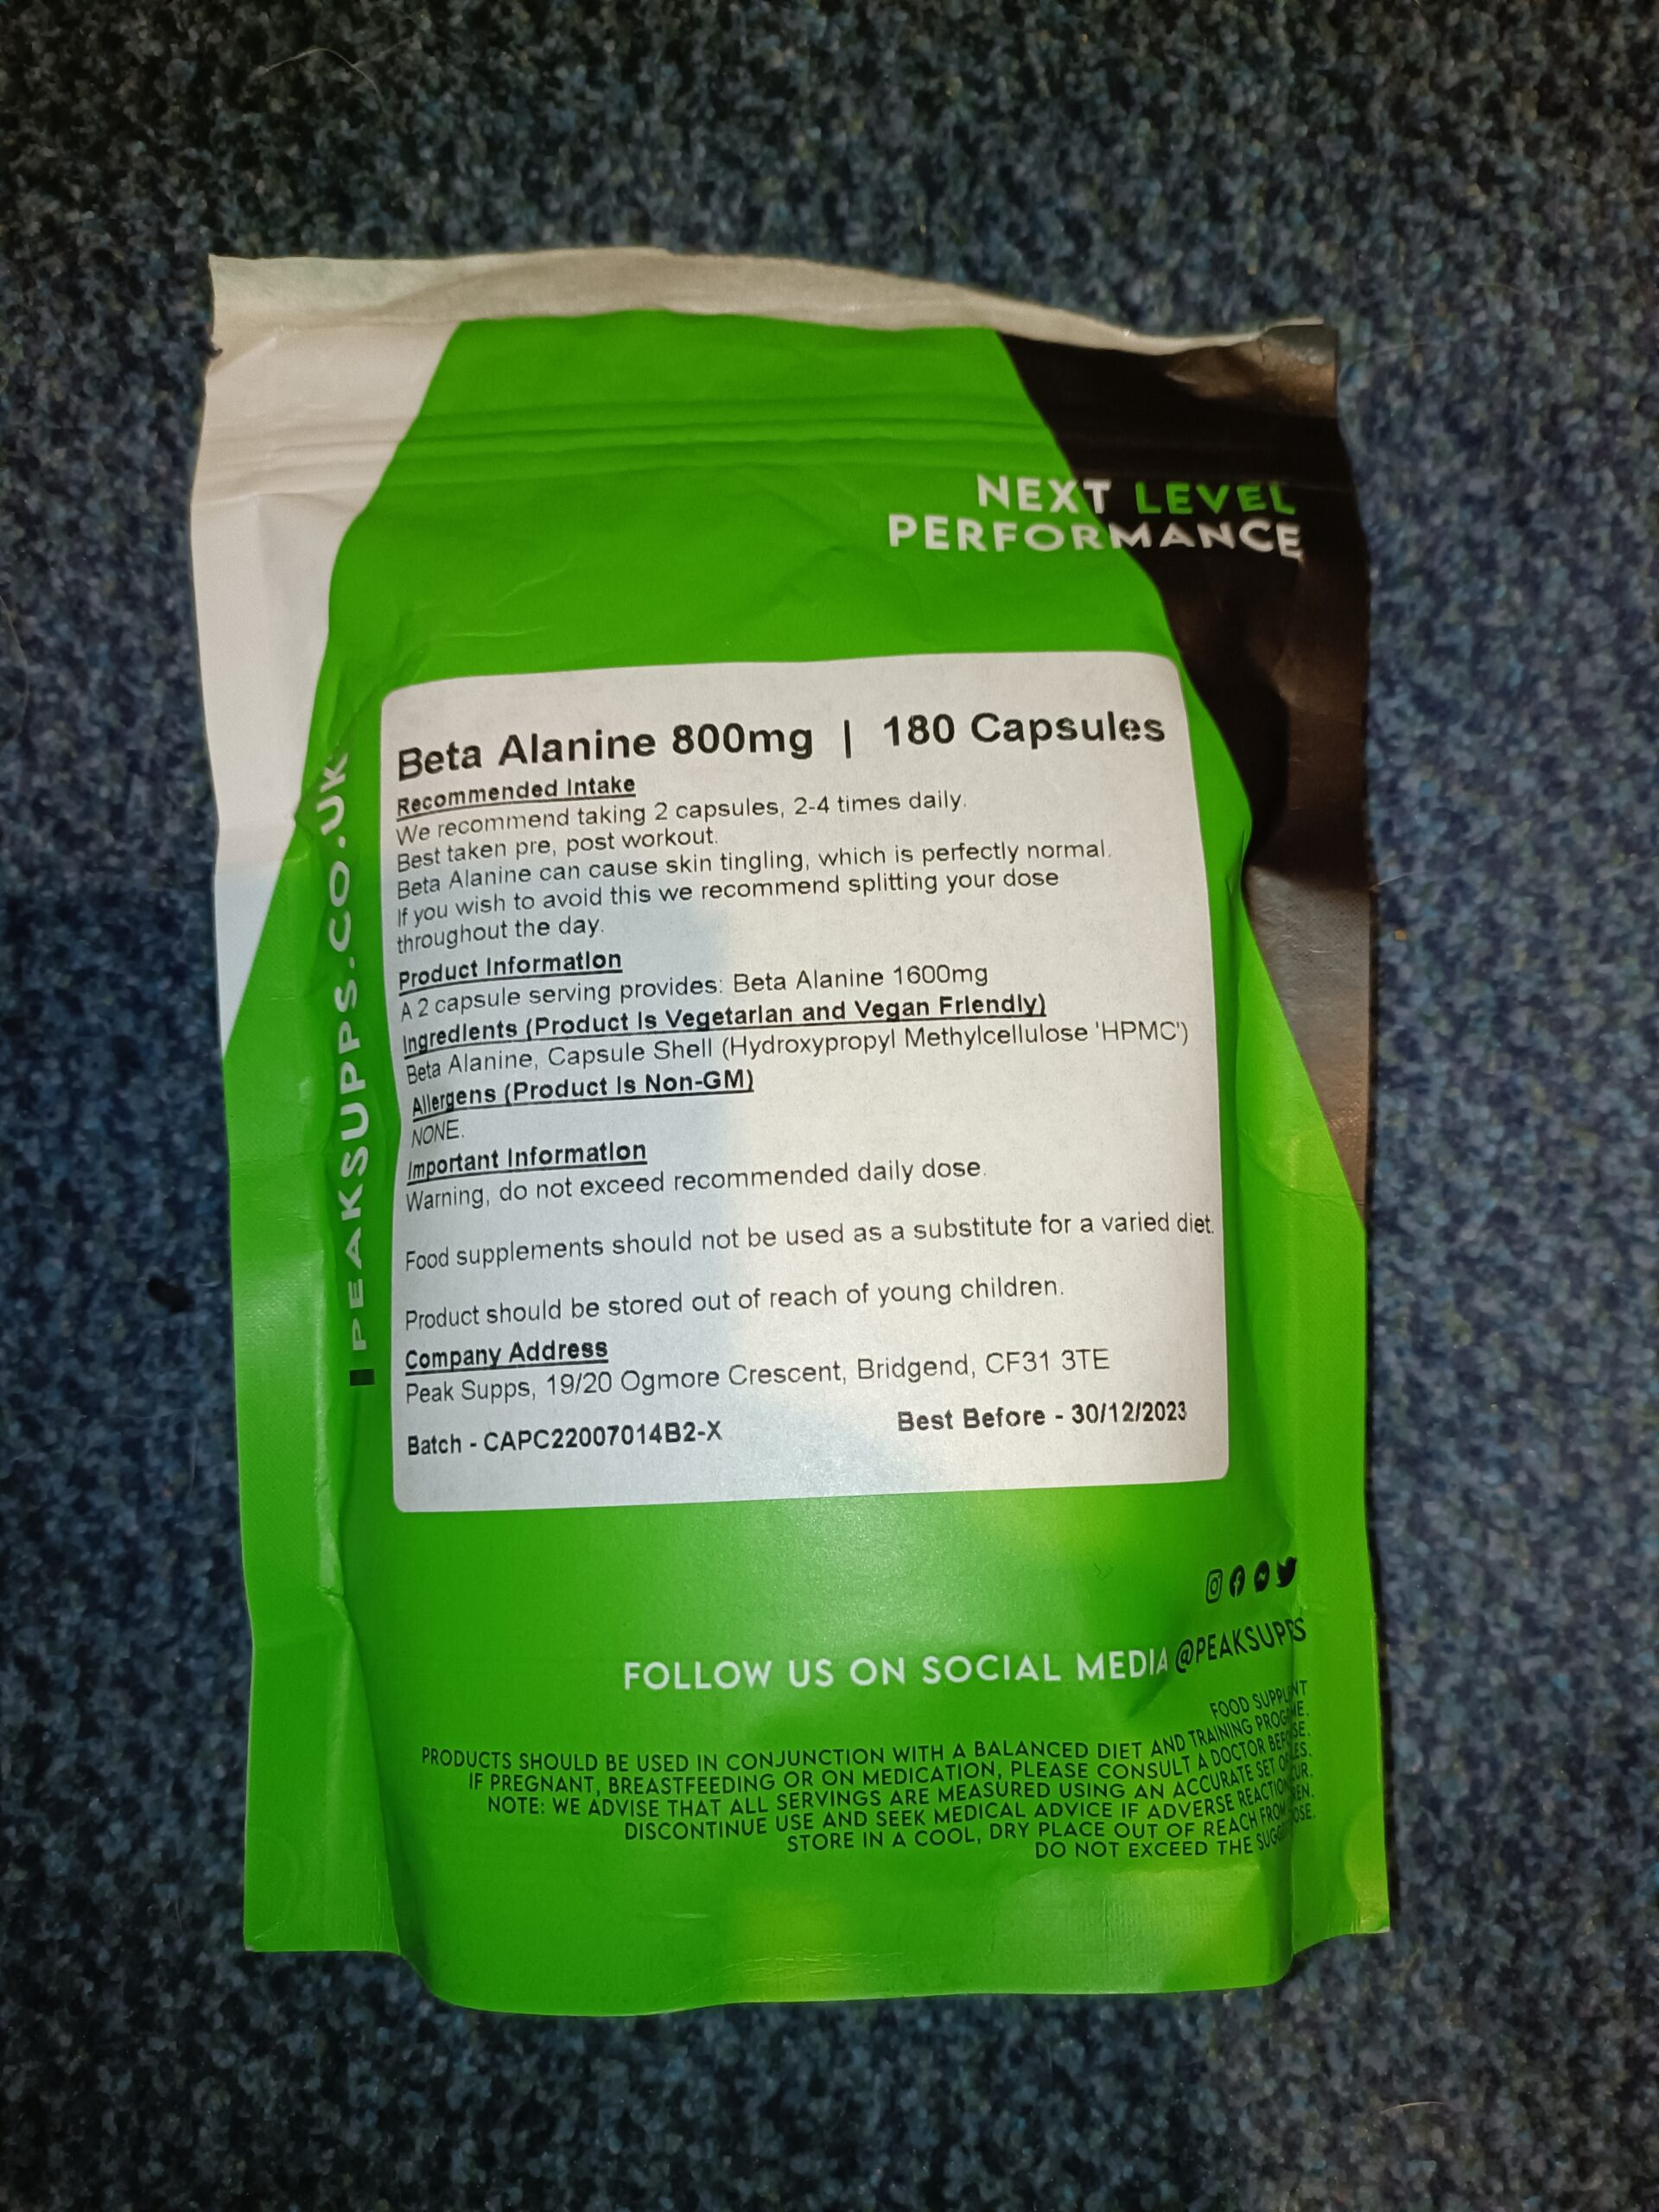 NEXT LEVEL
PERFORMANCE
PEAKSUPPS.CO.UK
Beta Alanine 800mg | 180 Capsules
Recommended Intake
We recommend taking 2 capsules, 2-4 times daily.
Best taken pre, post workout.
Beta Alanine can cause skin tingling, which is perfectly normal.
If you wish to avoid this we recommend splitting your dose
throughout the day.
Product Information
A 2 capsule serving provides: Beta Alanine 1600mg
Ingredients (Product Is Vegetarian and Vegan Friendly)
Beta Alanine, Capsule Shell (Hydroxypropyl Methylcellulose 'HPMC')
Allergens (Product Is Non-GM)
NONE.
Important Information
Warning, do not exceed recommended daily dose.
Food supplements should not be used as a substitute for a varied diet.
Product should be stored out of reach of young children.
Company Address
Peak Supps, 19/20 Ogmore Crescent, Bridgend, CF31 3TE
Batch - CAPC22007014B2-X Best Before - 30/12/2023
FOLLOW US ON SOCIAL MEDIA @PEAKSUPPS
FOOD
PRODUCTS SHOULD BE USED IN CONJUNCTION WITH A BALANCED DIET AND TRAINING
IF PREGNANT, BREASTFEEDING OR ON MEDICATION, PLEASE CONSULT A DOCTOR
NOTE: WE ADVISE THAT ALL SERVINGS ARE MEASURED USING AN ACCURATE SET
DISCONTINUE USE AND SEEK MEDICAL ADVICE IF ADVERSE
STORE IN A COOL, DRY PLACE OUT OF REACH FROM
DO NOT EXCEED THE